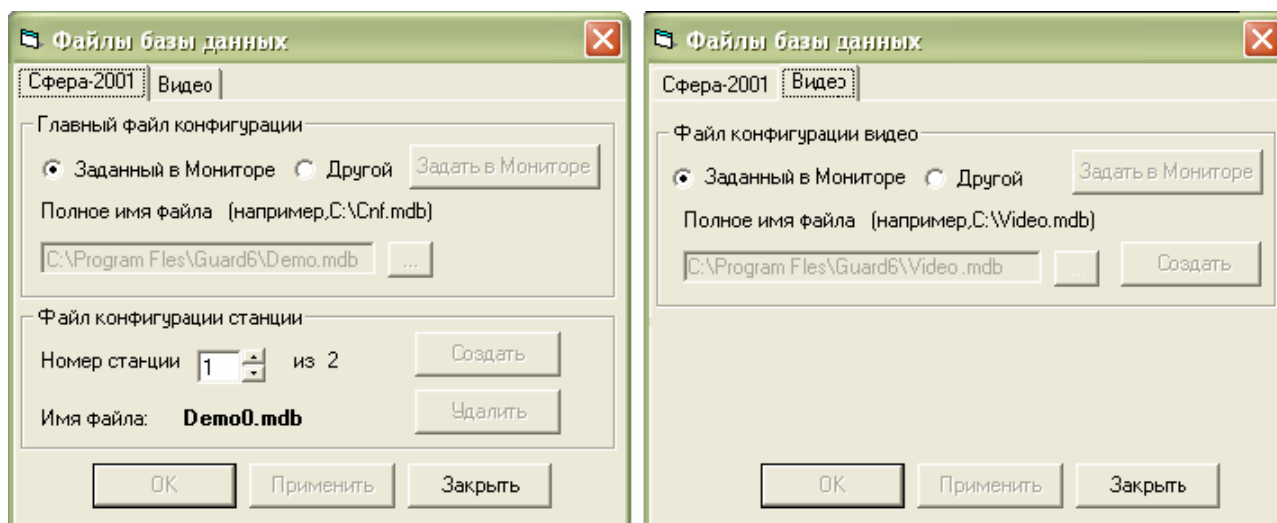 Файлы базы данных
Сфера-2001 Видео
Главный файл конфигурации
Заданный в Мониторе Другой Задать в Мониторе
Полное имя файла (например,C:\Cnf.mdb)
C:\Program Fles\Guard6\Demo.mdb ...
Файл конфигурации станции
Номер станции 1 из 2 Создать
Имя файла: Demo0.mdb Удалить
OK Применить Закрыть
Файлы базы данных
Сфера-2001 Видео
Файл конфигурации видео
Заданный в Мониторе Другой Задать в Мониторе
Полное имя файла (например,C:\Video.mdb)
C:\Program Fles\Guard6\Video.mdb ... Создать
OK Применить Закрыть